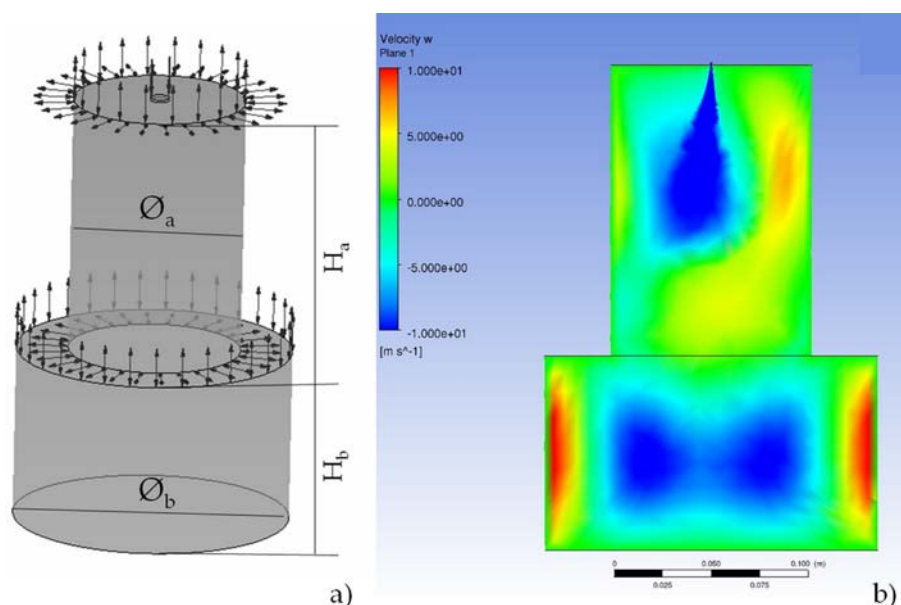 Øa
Ha
Hb
Øb
a)
Velocity w
Plane 1
1.000e+01
5.000e+00
0.000e+00
-5.000e+00
-1.000e+01
[m s^-1]
0 0.050 0.100 (m)
0.025 0.075
b)